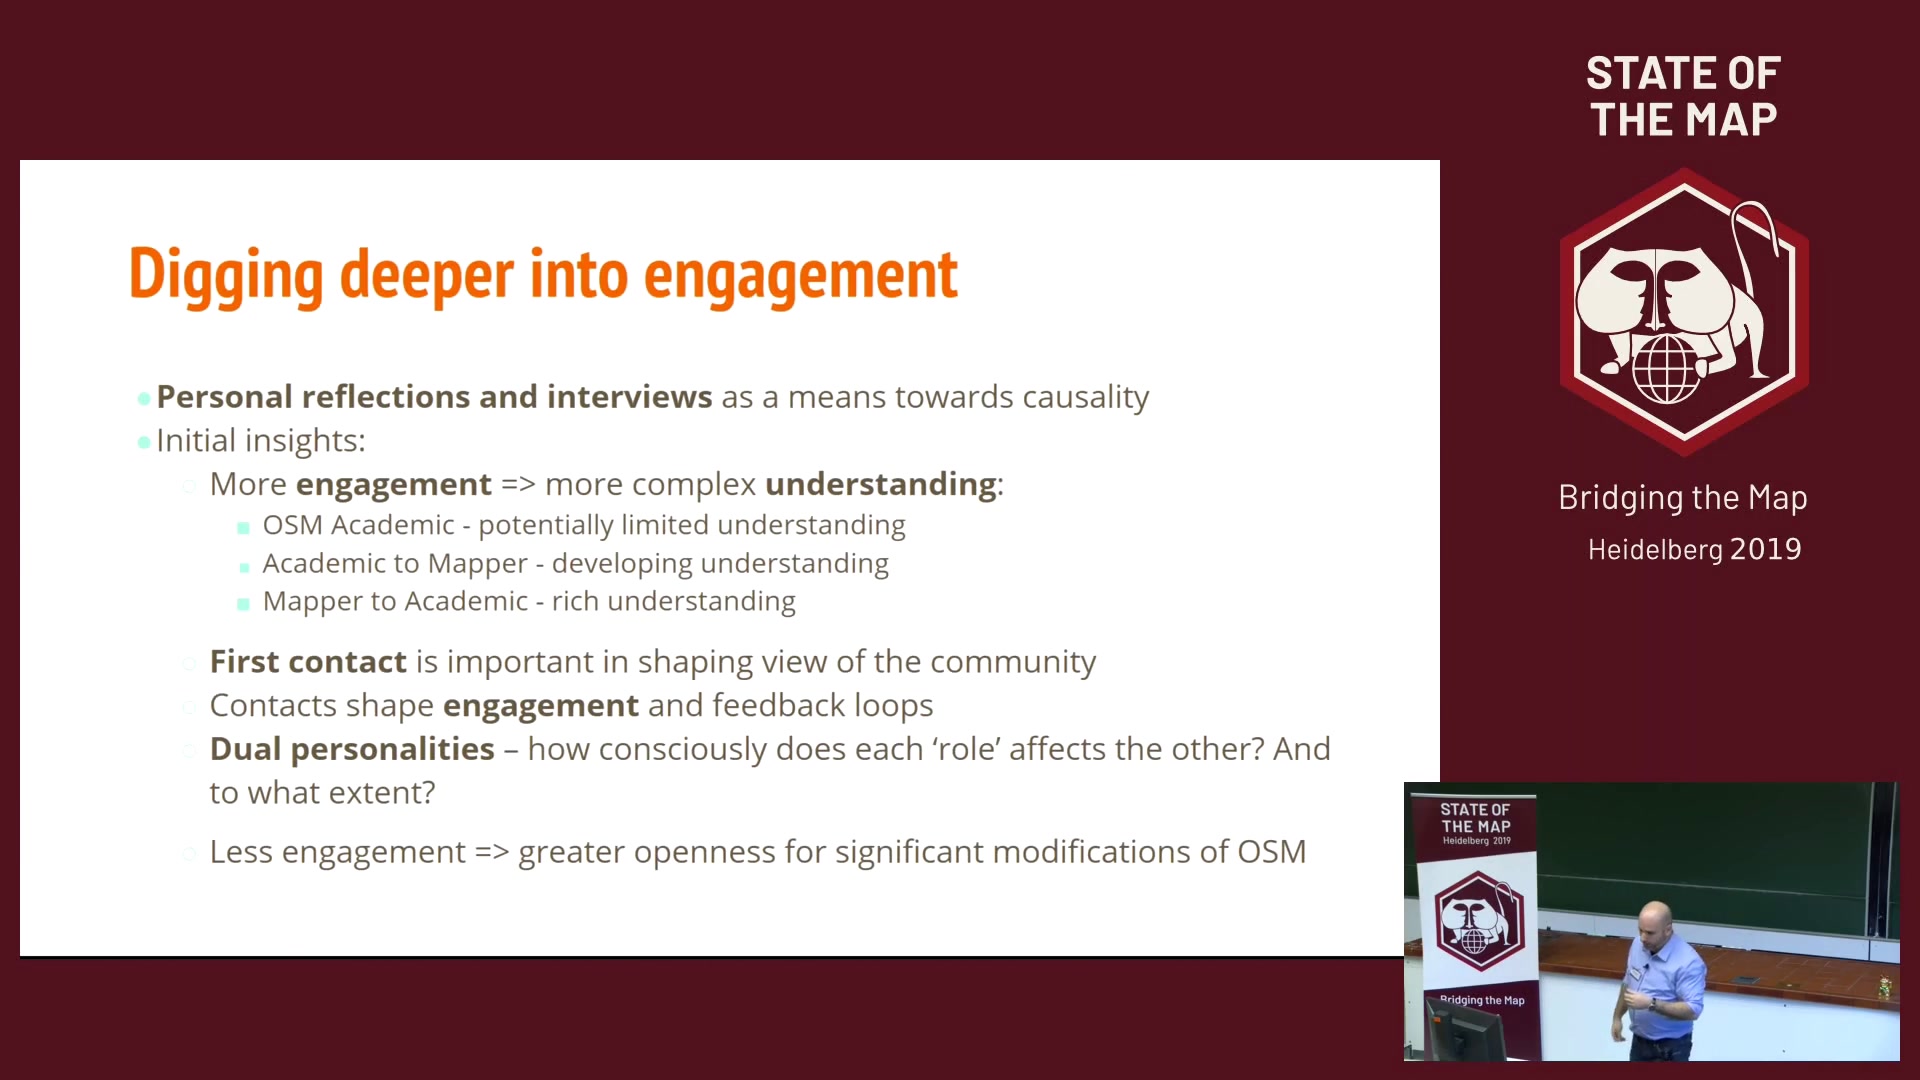 STATE OF
THE MAP
Digging deeper into engagement
Personal reflections and interviews as a means towards causality
Initial insights:
More engagement => more complex understanding:
OSM Academic - potentially limited understanding
Academic to Mapper - developing understanding
Mapper to Academic - rich understanding
First contact is important in shaping view of the community
Contacts shape engagement and feedback loops
Dual personalities – how consciously does each ‘role’ affects the other? And
to what extent?
Less engagement => greater openness for significant modifications of OSM
Bridging the Map
Heidelberg 2019
STATE OF
THE MAP
Heidelberg 2019
Bridging the Map